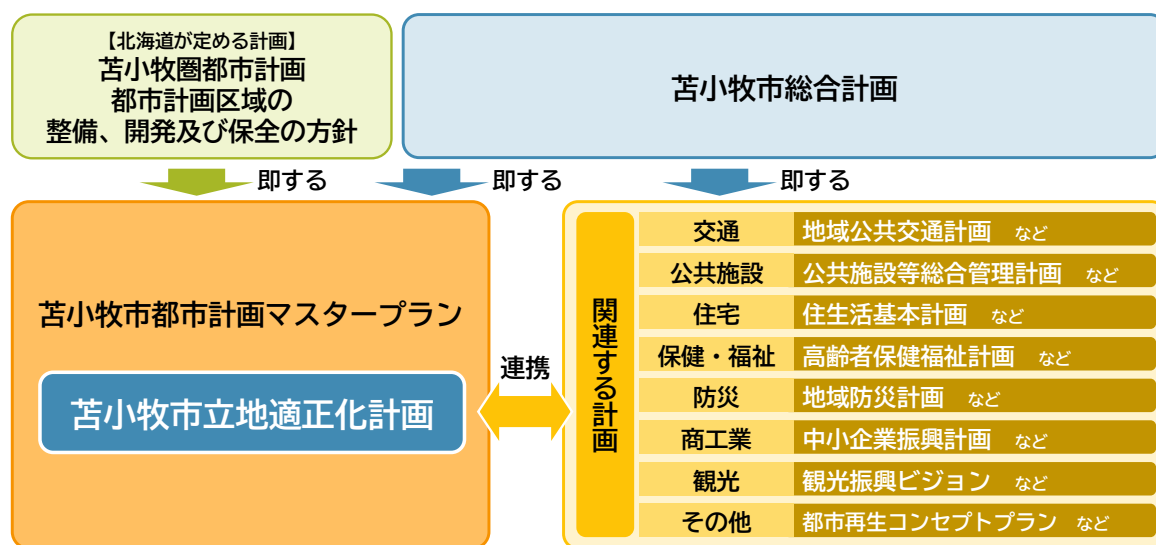 【北海道が定める計画】
苫小牧圏都市計画
都市計画区域の
整備、開発及び保全の方針
苫小牧市総合計画
即する
即する
即する
苫小牧市都市計画マスタープラン
苫小牧市立地適正化計画
連携
関連する計画
交通 地域公共交通計画 など
公共施設 公共施設等総合管理計画 など
住宅 住生活基本計画 など
保健・福祉 高齢者保健福祉計画 など
防災 地域防災計画 など
商工業 中小企業振興計画 など
観光 観光振興ビジョン など
その他 都市再生コンセプトプラン など